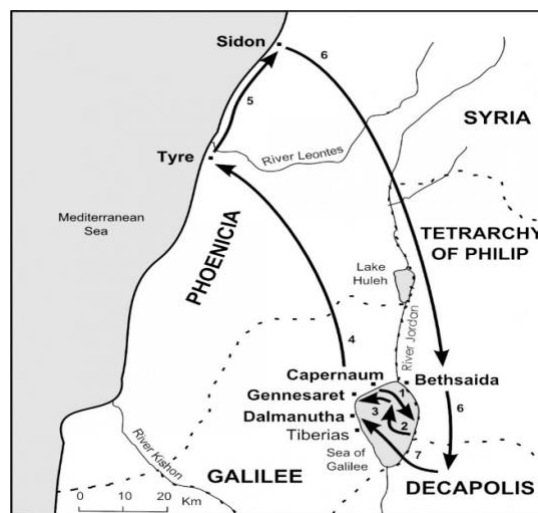 Sidon
6
SYRIA
5
River Leontes
Tyre
Mediterranean
Sea
PHOENICIA
TETRARCHY
OF PHILIP
Lake
Huleh
River Jordan
4
Capernaum
Bethsaida
Gennesaret
1
6
Dalmanutha
3
2
Tiberias
Sea of
Galilee
7
River Kishon
GALILEE
DECAPOLIS
0 10 20
Km